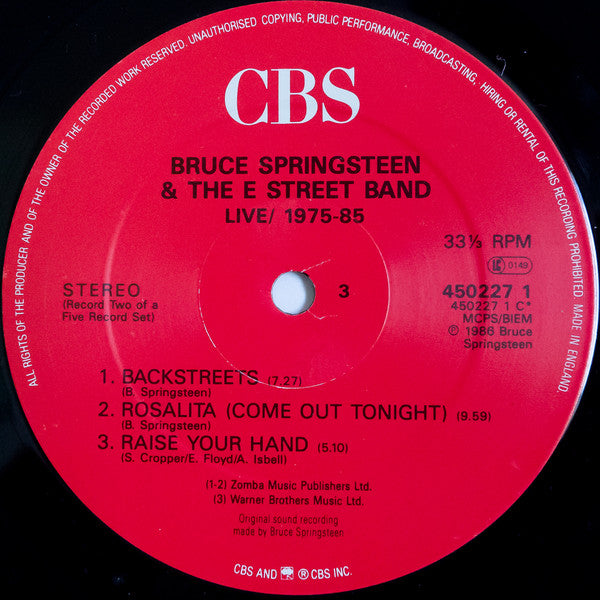 ALL RIGHTS OF THE PRODUCER AND OF THE OWNER OF THE RECORDED WORK RESERVED. UNAUTHORISED COPYING, PUBLIC PERFORMANCE, BROADCASTING, HIRING OR RENTAL OF THIS RECORDING PROHIBITED. MADE IN ENGLAND.
CBS
BRUCE SPRINGSTEEN
& THE E STREET BAND
LIVE/ 1975-85
33⅓ RPM
LC 0149
STEREO
(Record Two of a
Five Record Set)
3
450227 1
450227 1 C*
MCPS/BIEM
℗ 1986 Bruce
Springsteen
1. BACKSTREETS (7.27)
(B. Springsteen)
2. ROSALITA (COME OUT TONIGHT) (9.59)
(B. Springsteen)
3. RAISE YOUR HAND (5.10)
(S. Cropper/E. Floyd/A. Isbell)
(1-2) Zomba Music Publishers Ltd.
(3) Warner Brothers Music Ltd.
Original sound recording
made by Bruce Springsteen
CBS AND ® CBS INC.